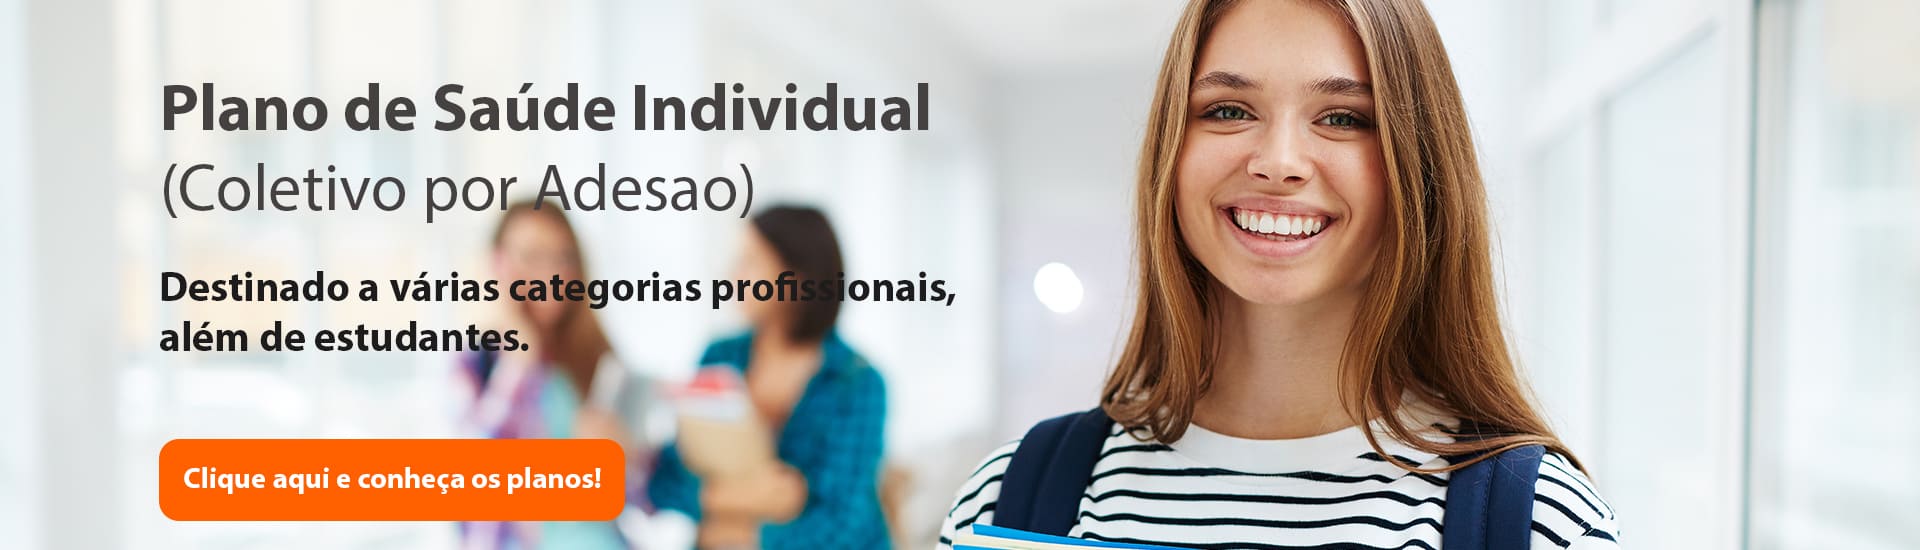 Plano de Saúde Individual
(Coletivo por Adesao)
Destinado a várias categorias profissionais,
além de estudantes.
Clique aqui e conheça os planos!